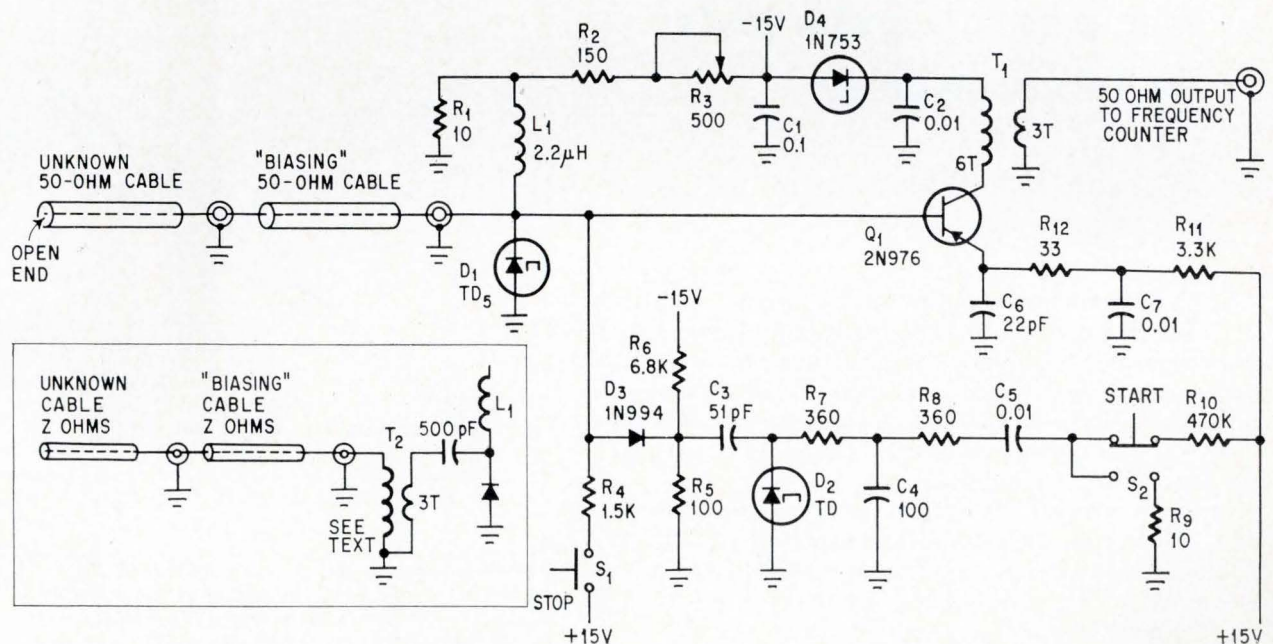 -15V
D4
1N753
R2
150
T1
R3
500
R1
10
L1
2.2μH
C1
0.1
C2
0.01
6T
3T
50 OHM OUTPUT
TO FREQUENCY
COUNTER
UNKNOWN
50-OHM CABLE
"BIASING"
50-OHM CABLE
OPEN
END
D1
TD5
Q1
2N976
R12
33
R11
3.3K
C6
22pF
C7
0.01
-15V
R6
6.8K
D3
1N994
C3
51pF
R7
360
R8
360
C5
0.01
START
R10
470K
R4
1.5K
R5
100
D2
TD
C4
100
S2
R9
10
S1
STOP
+15V
+15V
UNKNOWN
CABLE
Z OHMS
"BIASING"
CABLE
Z OHMS
T2
500pF
L1
3T
SEE
TEXT